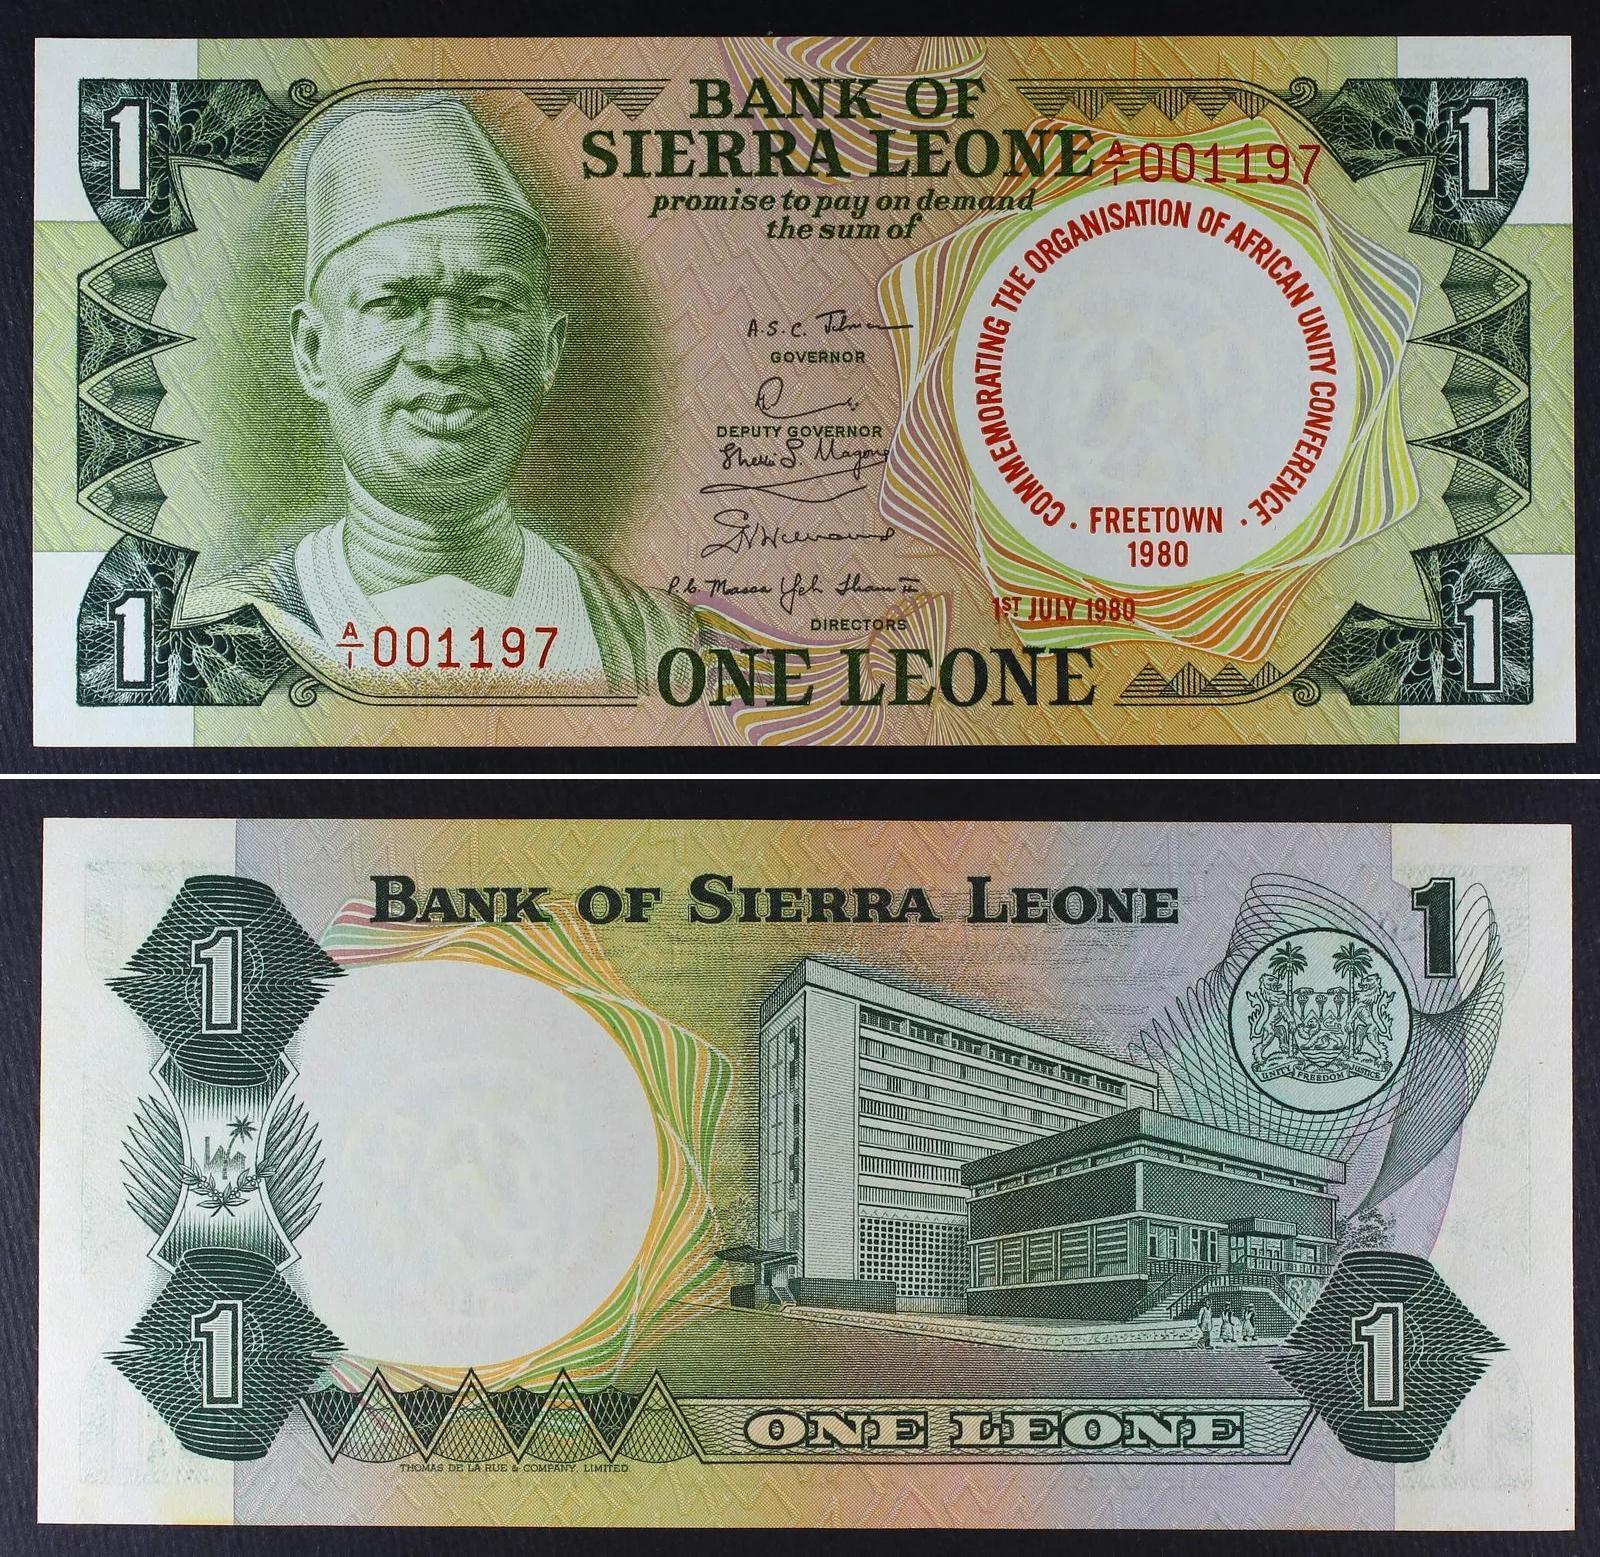 1
1
BANK OF
SIERRA LEONE
A/1 001197
promise to pay on demand
the sum of
COMMEMORATING THE ORGANISATION OF AFRICAN UNITY CONFERENCE
· FREETOWN ·
1980
A.S.C.
GOVERNOR
DEPUTY GOVERNOR
DIRECTORS
1ST JULY 1980
A/1 001197
ONE LEONE
1
1
BANK OF SIERRA LEONE
1
1
UNITY FREEDOM JUSTICE
1
1
ONE LEONE
THOMAS DE LA RUE & COMPANY, LIMITED